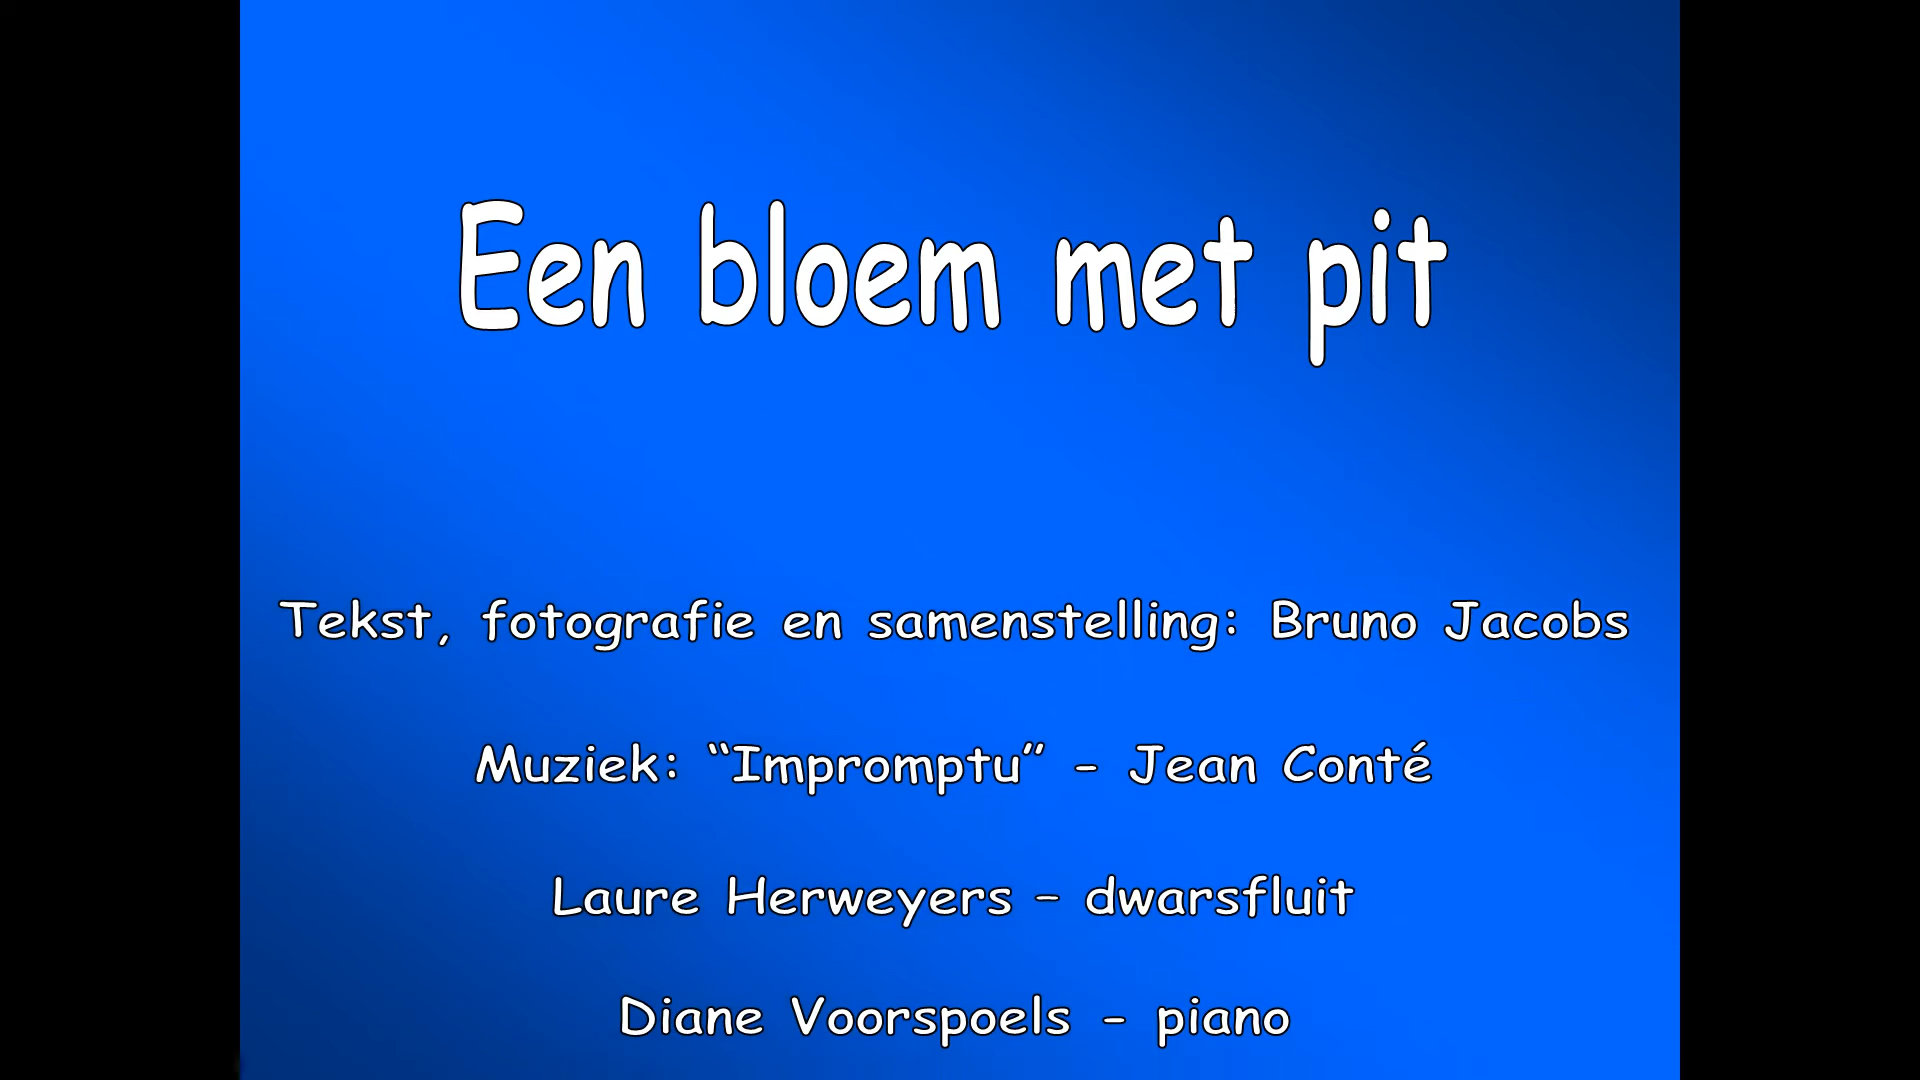 Een bloem met pit
Tekst, fotografie en samenstelling: Bruno Jacobs
Muziek: “Impromptu” – Jean Conté
Laure Herweyers – dwarsfluit
Diane Voorspoels – piano